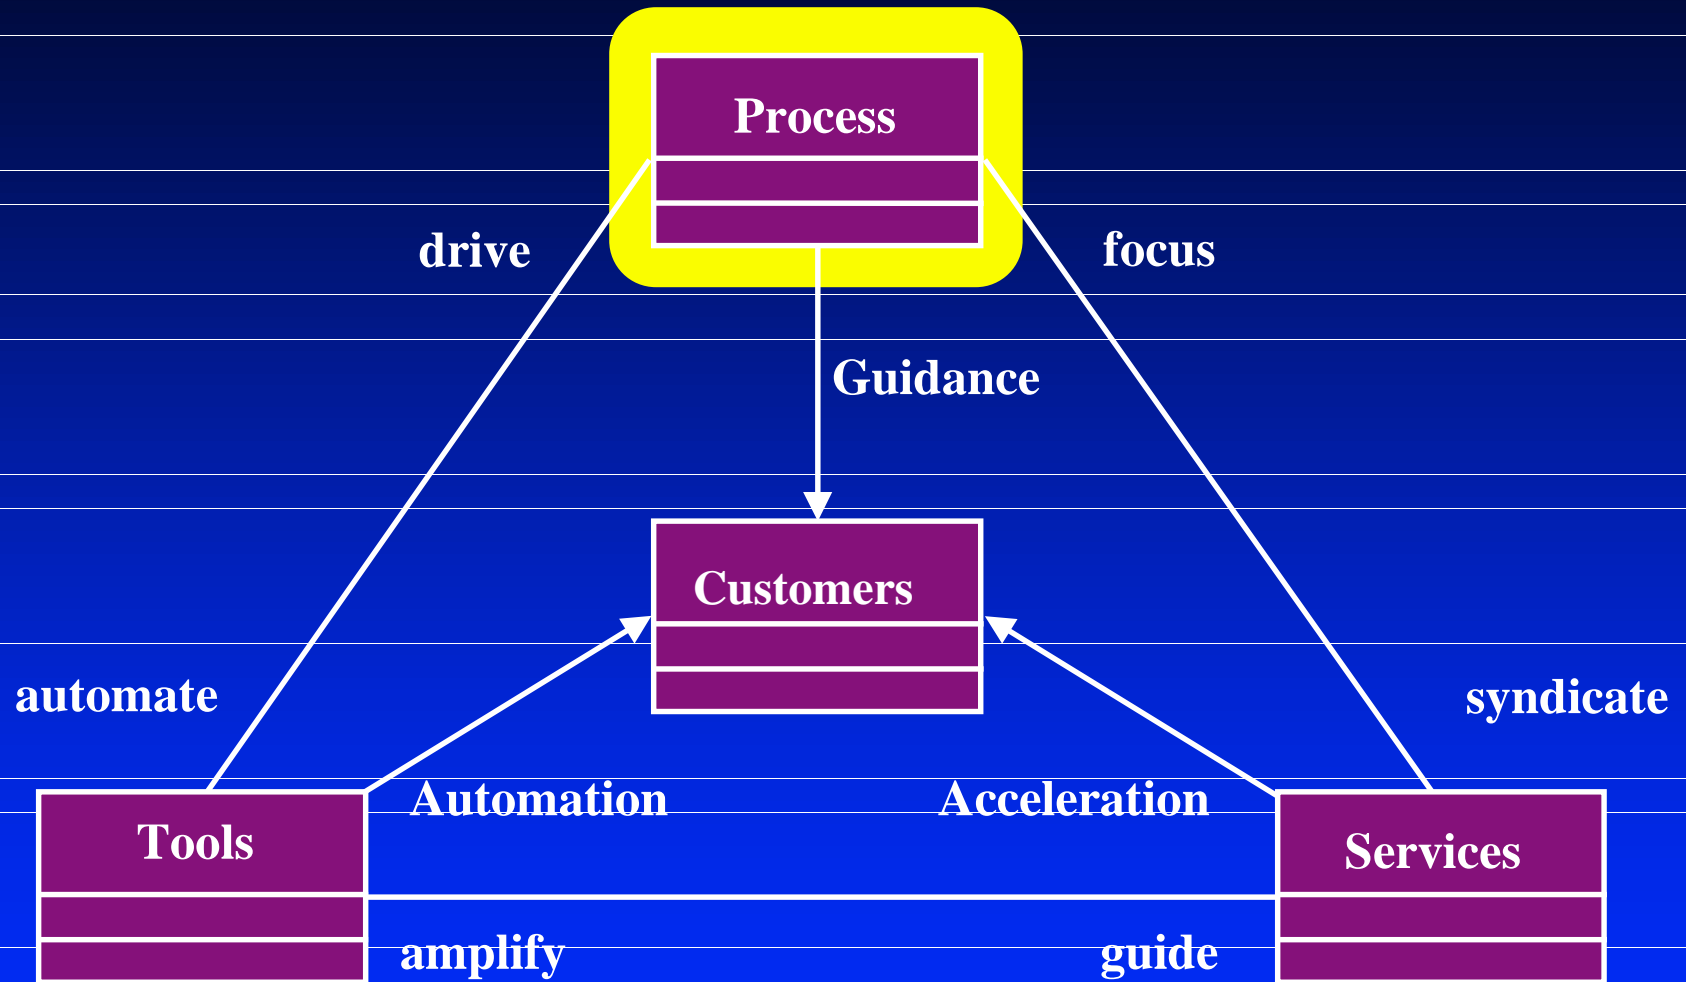 Process
drive
focus
Guidance
Customers
automate
syndicate
Automation
Acceleration
Tools
Services
amplify
guide